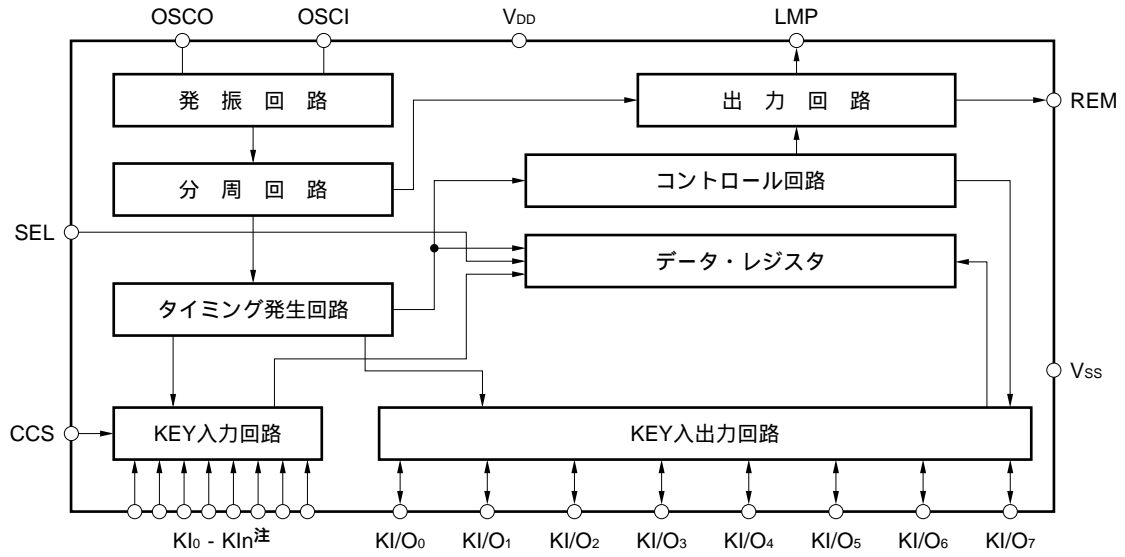 OSCO OSCI VDD LMP
発 振 回 路
出 力 回 路
REM
分 周 回 路
コントロール回路
SEL
データ・レジスタ
タイミング発生回路
VSS
CCS
KEY入力回路
KEY入出力回路
KI0 - KIn注
KI/O0 KI/O1 KI/O2 KI/O3 KI/O4 KI/O5 KI/O6 KI/O7